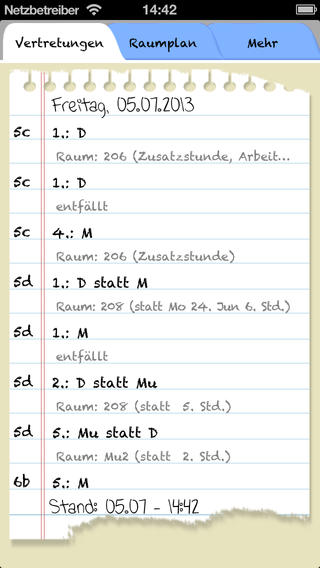 Netzbetreiber 14:42
Vertretungen Raumplan Mehr
Freitag, 05.07.2013
5c 1.: D
Raum: 206 (Zusatzstunde, Arbeit...
5c 1.: D
entfällt
5c 4.: M
Raum: 206 (Zusatzstunde)
5d 1.: D statt M
Raum: 208 (statt Mo 24. Jun 6. Std.)
5d 1.: M
entfällt
5d 2.: D statt Mu
Raum: 208 (statt 5. Std.)
5d 5.: Mu statt D
Raum: Mu2 (statt 2. Std.)
6b 5.: M
Stand: 05.07 - 14:42